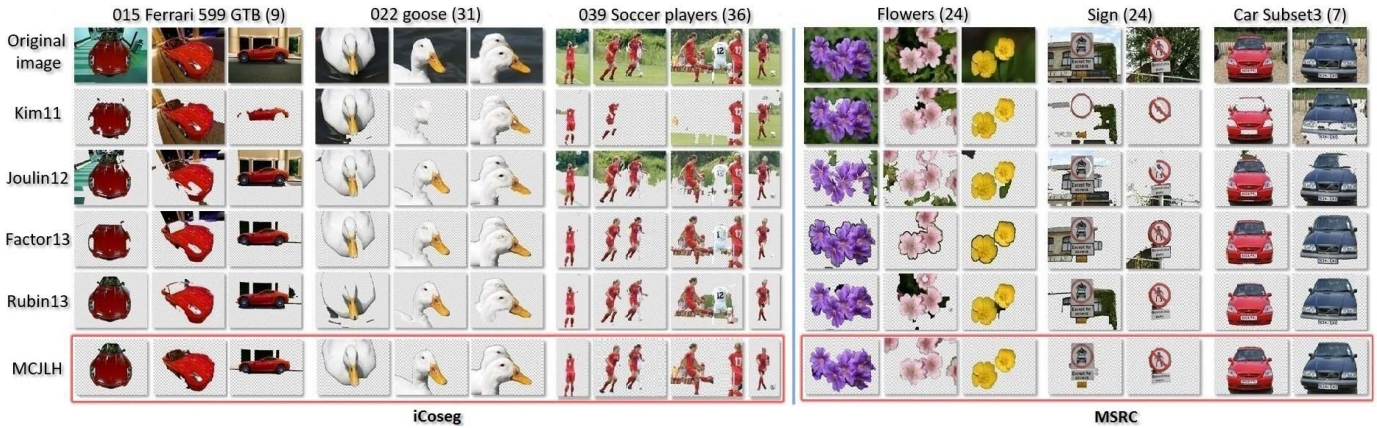 015 Ferrari 599 GTB (9) 022 goose (31) 039 Soccer players (36) Flowers (24) Sign (24) Car Subset3 (7)
Original
image
Kim11
Joulin12
Factor13
Rubin13
MCJLH
iCoseg MSRC